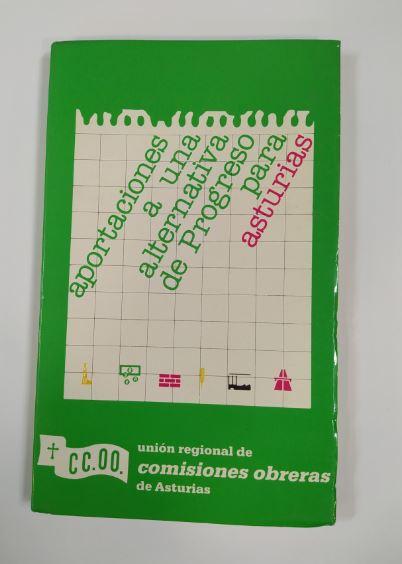 aportaciones
a una
alternativa
de Progreso
para
asturias
CC.OO.
unión regional de
comisiones obreras
de Asturias